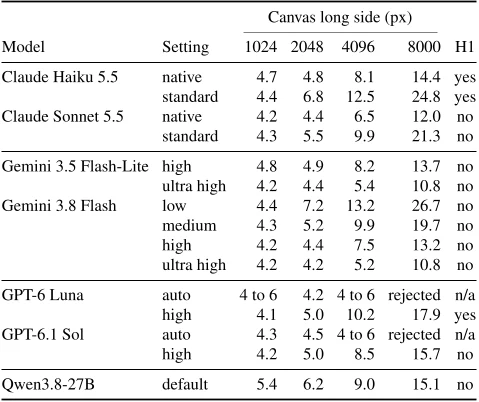 Canvas long side (px)
Model Setting 1024 2048 4096 8000 H1
Claude Haiku 5.5 native 4.7 4.8 8.1 14.4 yes
standard 4.4 6.8 12.5 24.8 yes
Claude Sonnet 5.5 native 4.2 4.4 6.5 12.0 no
standard 4.3 5.5 9.9 21.3 no
Gemini 3.5 Flash-Lite high 4.8 4.9 8.2 13.7 no
ultra high 4.2 4.4 5.4 10.8 no
Gemini 3.8 Flash low 4.4 7.2 13.2 26.7 no
medium 4.3 5.2 9.9 19.7 no
high 4.2 4.4 7.5 13.2 no
ultra high 4.2 4.2 5.2 10.8 no
GPT-6 Luna auto 4 to 6 4.2 4 to 6 rejected n/a
high 4.1 5.0 10.2 17.9 yes
GPT-6.1 Sol auto 4.3 4.5 4 to 6 rejected n/a
high 4.2 5.0 8.5 15.7 no
Qwen3.8-27B default 5.4 6.2 9.0 15.1 no